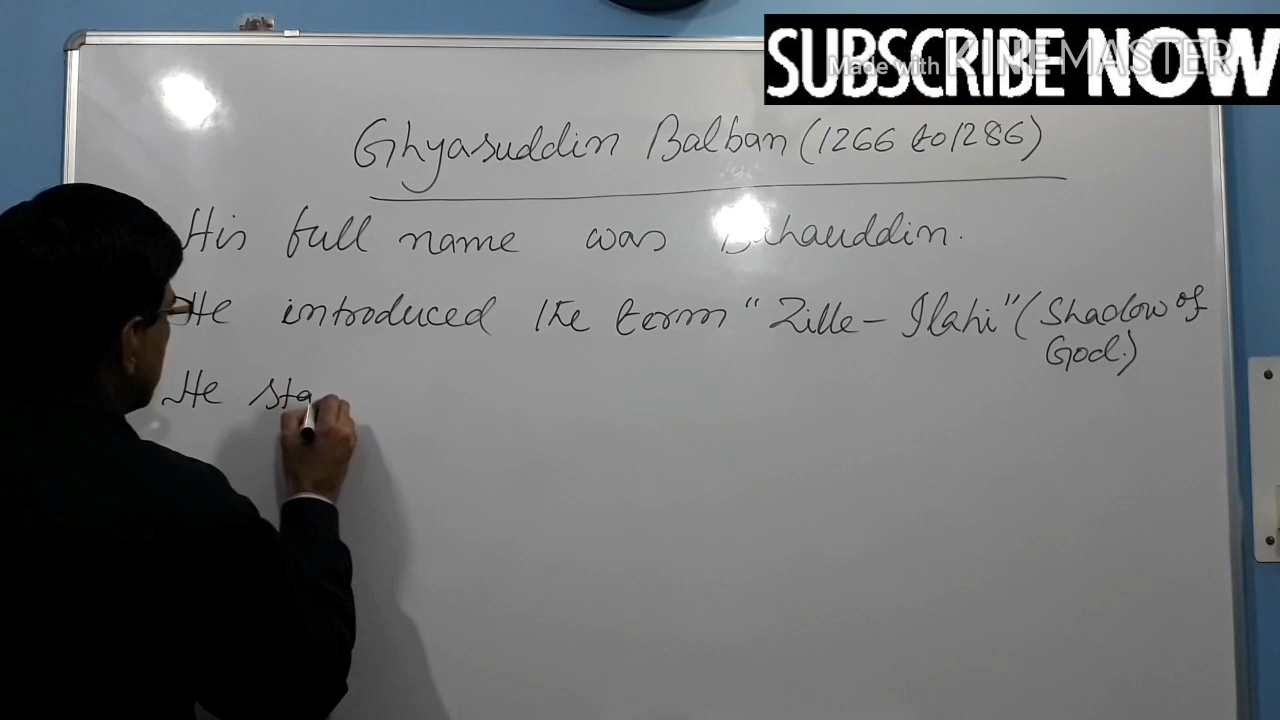 SUBSCRIBE NOW
Made with KINEMASTER
Ghyasuddin Balban (1266 to 1286)
His full name was Bahauddin.
He introduced the term "Zille-Ilahi" (Shadow of
God.)
He sta